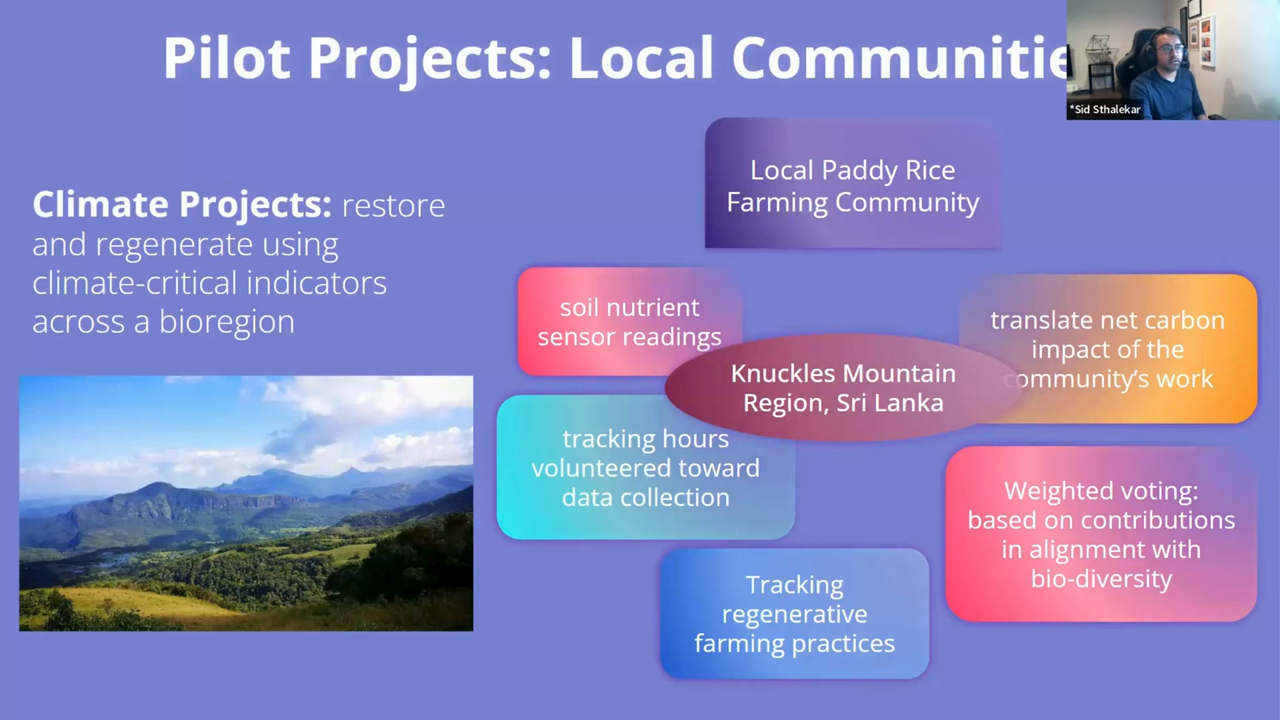 Pilot Projects: Local Communitie
*Sid Sthalekar
Climate Projects: restore
and regenerate using
climate-critical indicators
across a bioregion
Local Paddy Rice
Farming Community
soil nutrient
sensor readings
translate net carbon
impact of the
community’s work
Knuckles Mountain
Region, Sri Lanka
tracking hours
volunteered toward
data collection
Weighted voting:
based on contributions
in alignment with
bio-diversity
Tracking
regenerative
farming practices